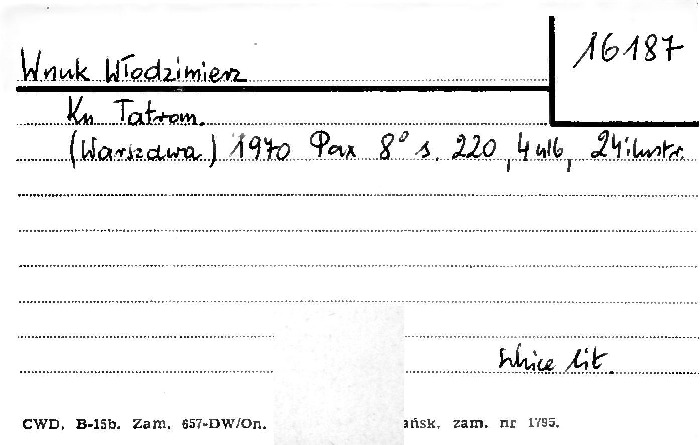 16187
Wnuk Włodzimierz
Ku Tatrom.
(Warszawa) 1970 Pax 8° s. 220, 4 nlb, 24 ilustr.
Szkice lit.
CWD. B-15b. Zam. 657-DW/On. ańsk, zam. nr 1795.